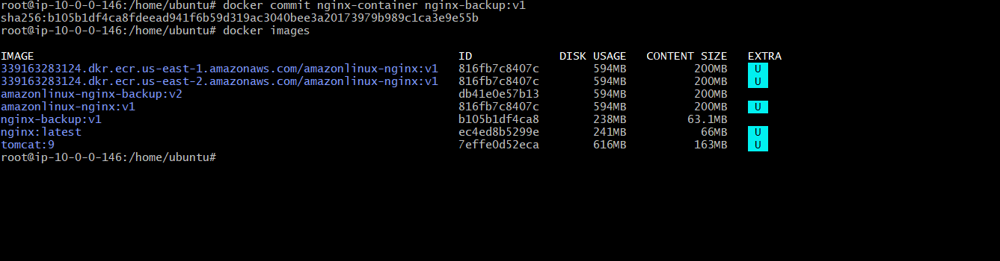 root@ip-10-0-0-146:/home/ubuntu# docker commit nginx-container nginx-backup:v1
sha256:b105b1df4ca8fdeead941f6b59d319ac3040bee3a20173979b989c1ca3e9e55b
root@ip-10-0-0-146:/home/ubuntu# docker images
IMAGE ID DISK USAGE CONTENT SIZE EXTRA
339163283124.dkr.ecr.us-east-1.amazonaws.com/amazonlinux-nginx:v1 816fb7c8407c 594MB 200MB U
339163283124.dkr.ecr.us-east-2.amazonaws.com/amazonlinux-nginx:v1 816fb7c8407c 594MB 200MB U
amazonlinux-nginx-backup:v2 db41e0e57b13 594MB 200MB
amazonlinux-nginx:v1 816fb7c8407c 594MB 200MB U
nginx-backup:v1 b105b1df4ca8 238MB 63.1MB
nginx:latest ec4ed8b5299e 241MB 66MB U
tomcat:9 7effe0d52eca 616MB 163MB U
root@ip-10-0-0-146:/home/ubuntu#